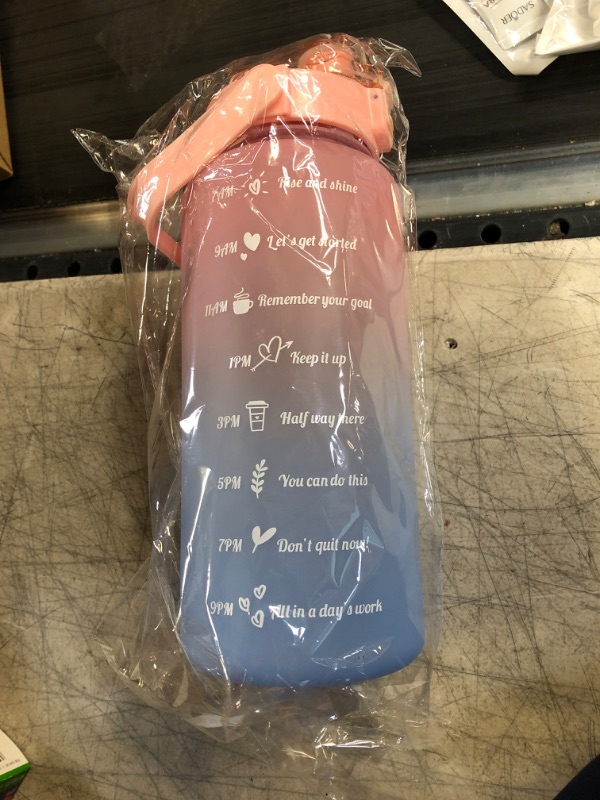 SADOER
7AM Rise and shine
9AM Let's get started
11AM Remember your goal
1PM Keep it up
3PM Half way there
5PM You can do this
7PM Don't quit now!
9PM All in a day's work